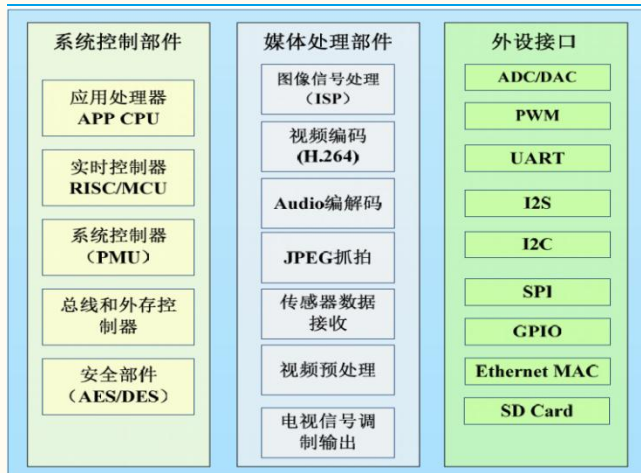 系统控制部件
应用处理器
APP CPU
实时控制器
RISC/MCU
系统控制器
（PMU）
总线和外存控
制器
安全部件
（AES/DES）
媒体处理部件
图像信号处理
（ISP）
视频编码
(H.264)
Audio编解码
JPEG抓拍
传感器数据
接收
视频预处理
电视信号调
制输出
外设接口
ADC/DAC
PWM
UART
I2S
I2C
SPI
GPIO
Ethernet MAC
SD Card